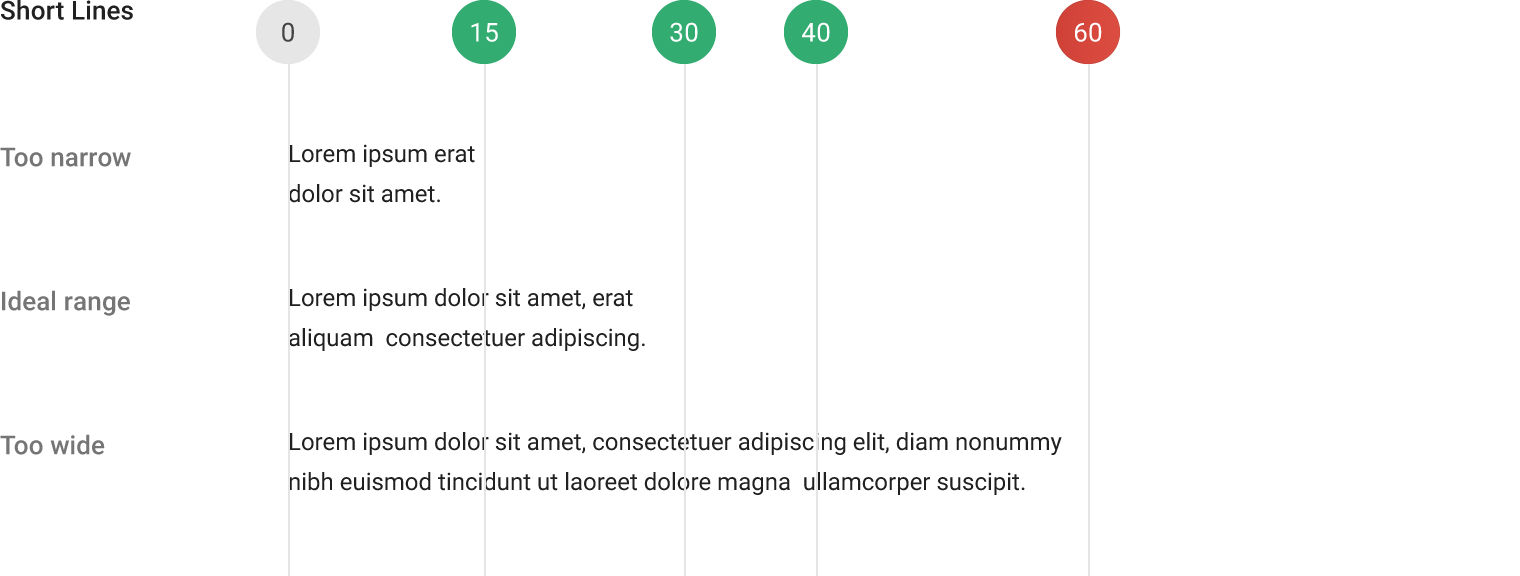 Short Lines
0 15 30 40 60
Too narrow
Lorem ipsum erat
dolor sit amet.
Ideal range
Lorem ipsum dolor sit amet, erat
aliquam  consectetuer adipiscing.
Too wide
Lorem ipsum dolor sit amet, consectetuer adipiscing elit, diam nonummy
nibh euismod tincidunt ut laoreet dolore magna  ullamcorper suscipit.